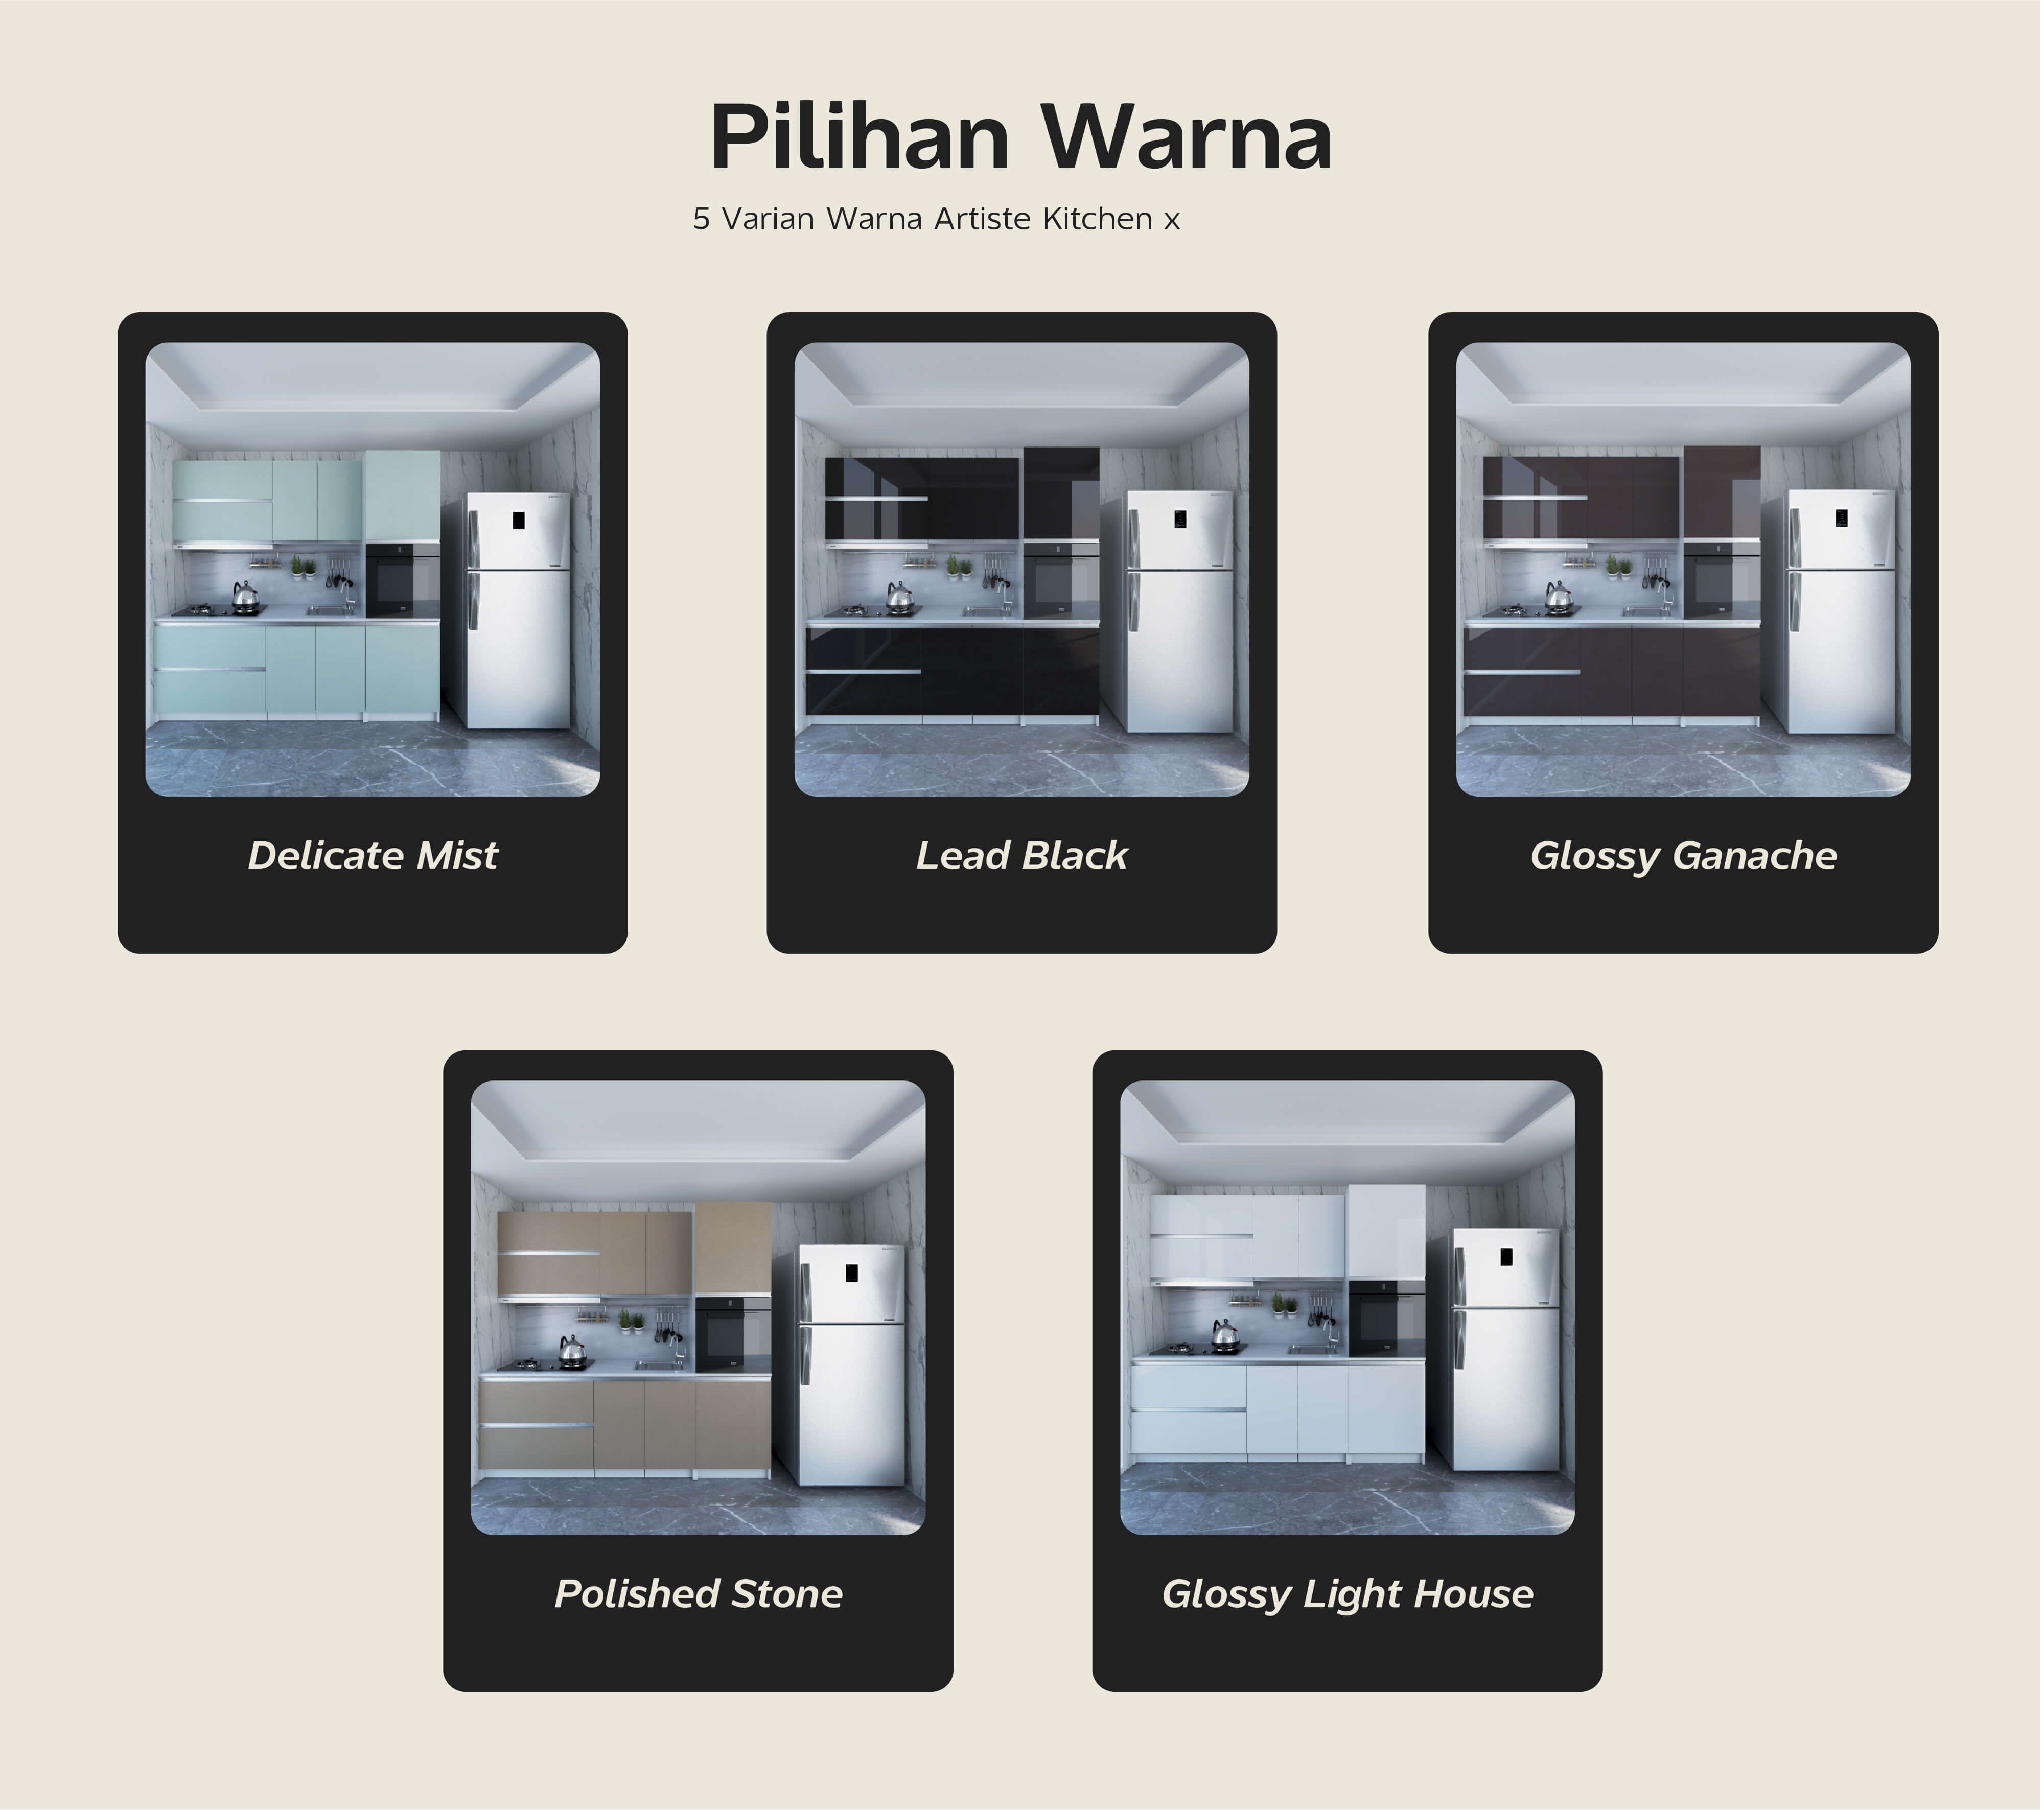 Pilihan Warna
5 Varian Warna Artiste Kitchen x
Delicate Mist
Lead Black
Glossy Ganache
Polished Stone
Glossy Light House